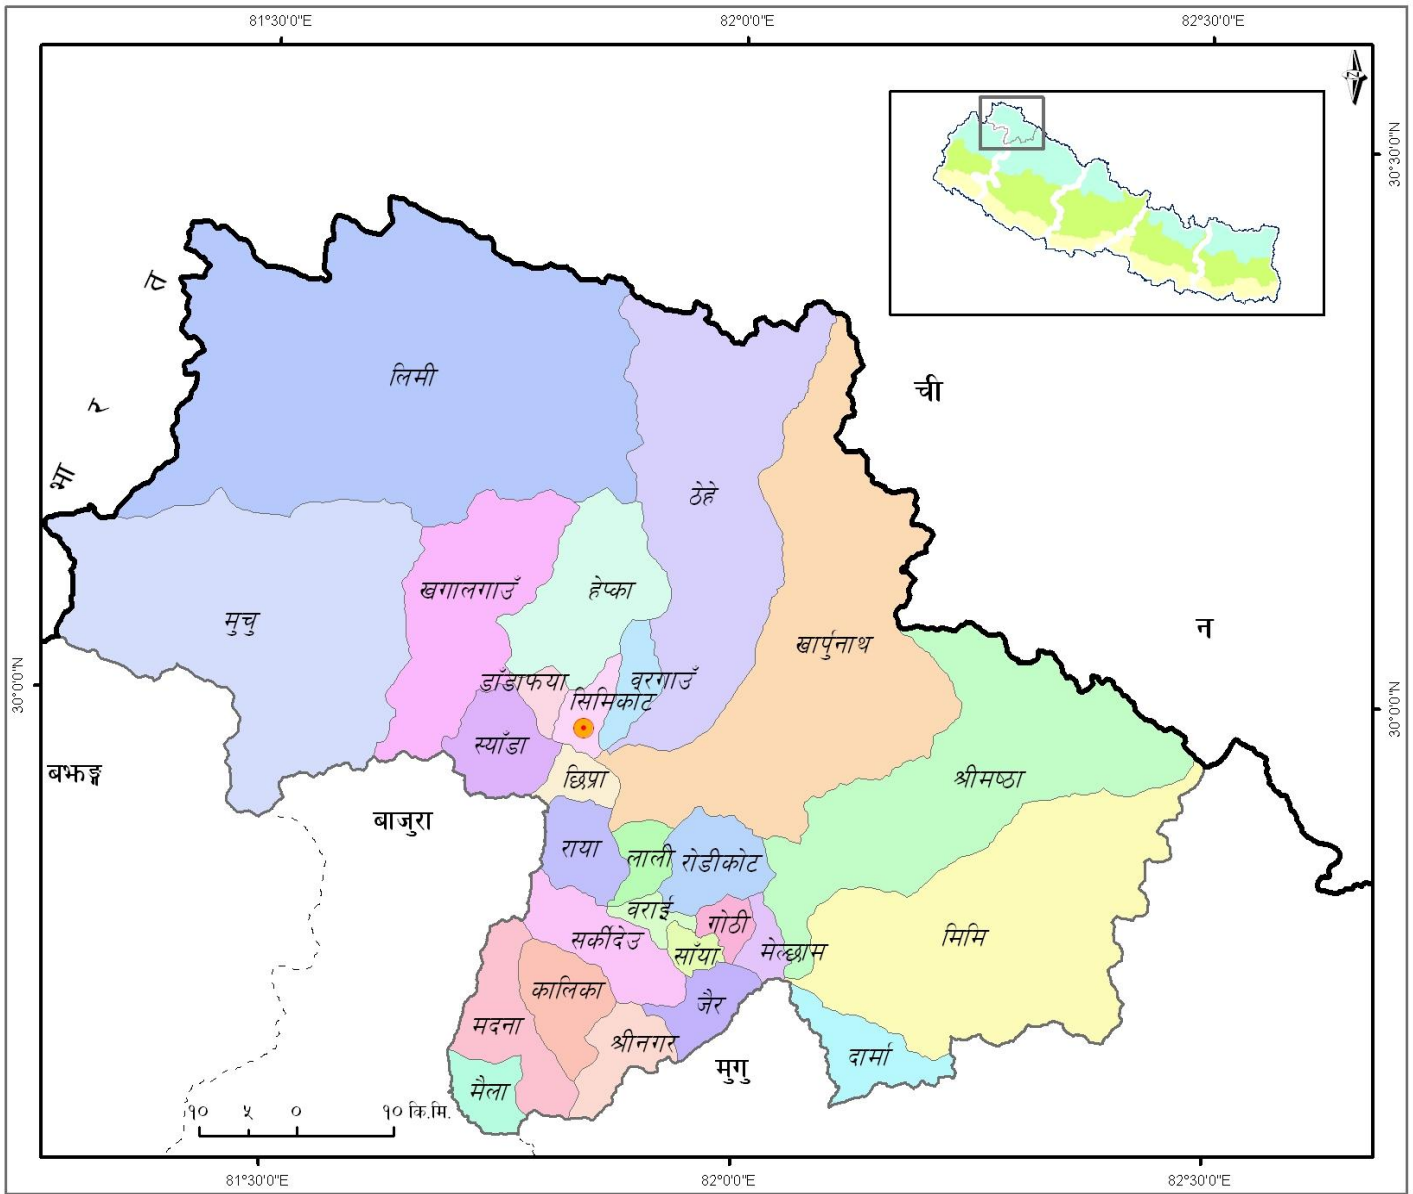 81°30'0"E
82°0'0"E
82°30'0"E
30°30'0"N
भारत
लिमी
ची
ठेहे
खगालगाउँ
हेप्का
मुचु
न
खार्पुनाथ
30°0'0"N
डाँडाफया
वरगाउँ
सिमिकोट
30°0'0"N
स्याँडा
बझङ्ग
छिप्रा
श्रीमष्ठा
बाजुरा
राया
लाली
रोडीकोट
वराई
गोठी
सर्कीदेउ
साँया
मेल्छाम
मिमि
कालिका
जैर
मदना
श्रीनगर
दार्मा
मुगु
मैला
१० ५ ० १० कि.मि.
81°30'0"E
82°0'0"E
82°30'0"E